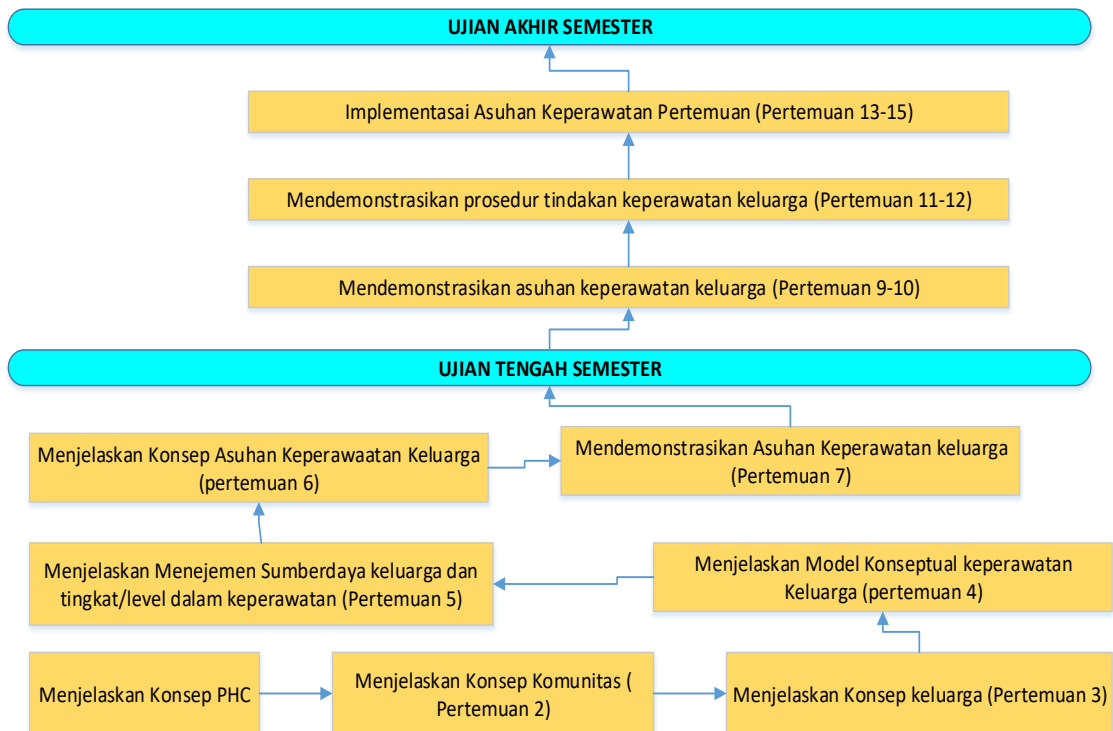 UJIAN AKHIR SEMESTER
Implementasai Asuhan Keperawatan Pertemuan (Pertemuan 13-15)
Mendemonstrasikan prosedur tindakan keperawatan keluarga (Pertemuan 11-12)
Mendemonstrasikan asuhan keperawatan keluarga (Pertemuan 9-10)
UJIAN TENGAH SEMESTER
Menjelaskan Konsep Asuhan Keperawaatan Keluarga
(pertemuan 6)
Mendemonstrasikan Asuhan Keperawatan keluarga
(Pertemuan 7)
Menjelaskan Menejemen Sumberdaya keluarga dan
tingkat/level dalam keperawatan (Pertemuan 5)
Menjelaskan Model Konseptual keperawatan
Keluarga (pertemuan 4)
Menjelaskan Konsep PHC
Menjelaskan Konsep Komunitas (
Pertemuan 2)
Menjelaskan Konsep keluarga (Pertemuan 3)